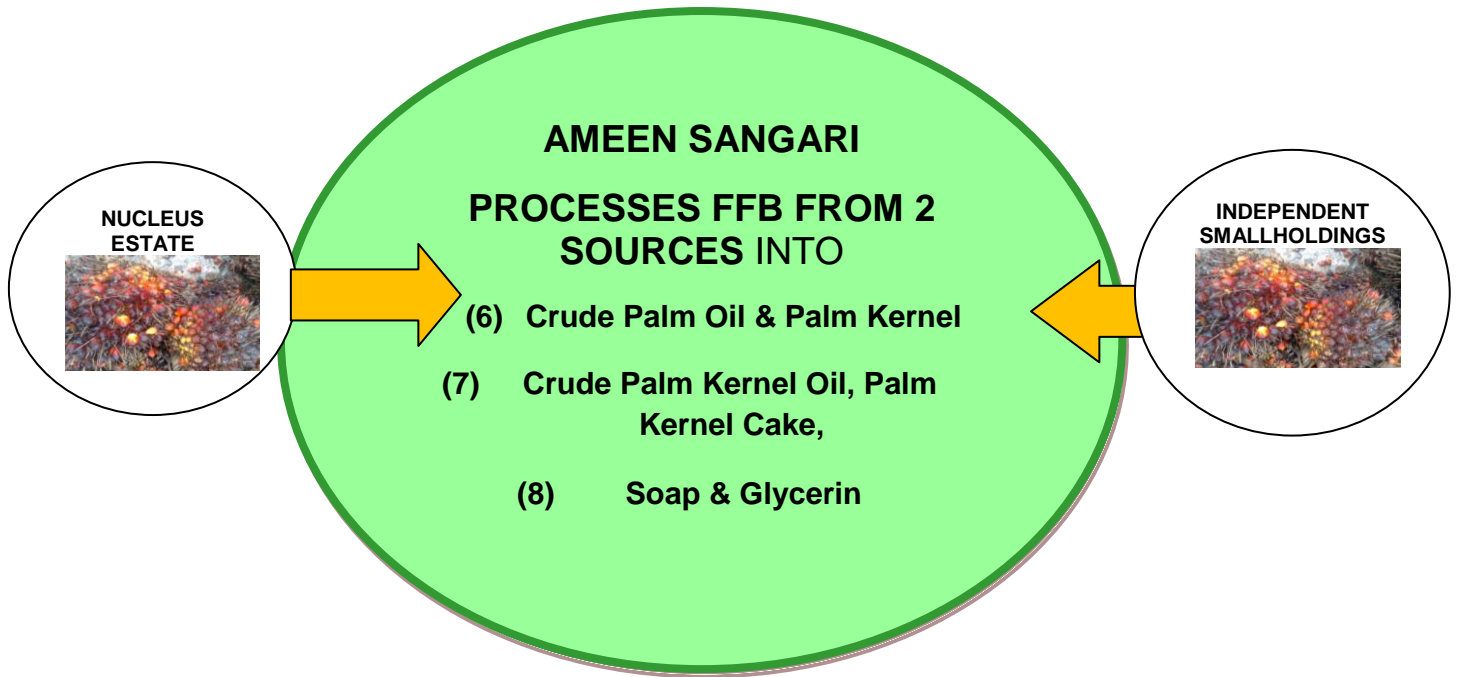 AMEEN SANGARI
PROCESSES FFB FROM 2
SOURCES INTO
(6) Crude Palm Oil & Palm Kernel
(7) Crude Palm Kernel Oil, Palm
Kernel Cake,
(8) Soap & Glycerin
NUCLEUS
ESTATE
INDEPENDENT
SMALLHOLDINGS